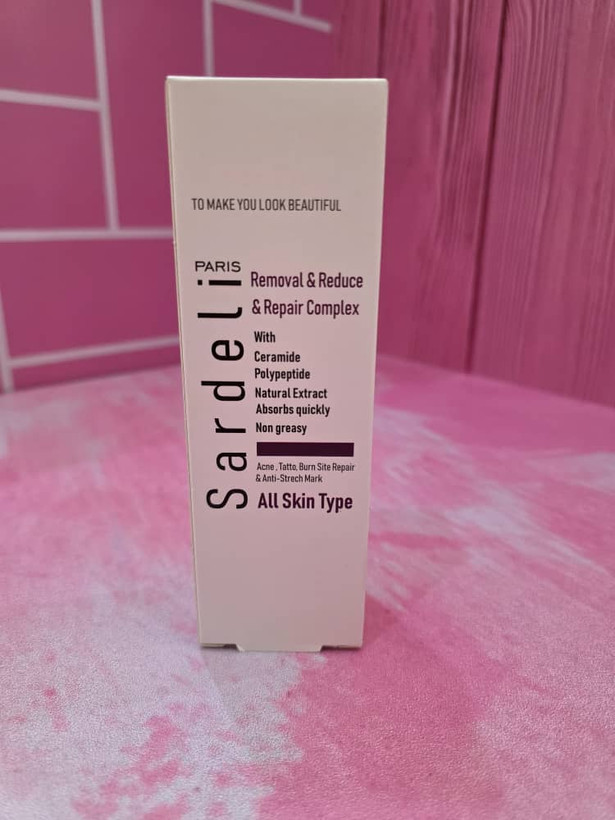 TO MAKE YOU LOOK BEAUTIFUL
PARIS
Sardeli
Removal & Reduce
& Repair Complex
With
Ceramide
Polypeptide
Natural Extract
Absorbs quickly
Non greasy
Acne , Tatto, Burn Site Repair
& Anti-Strech Mark
All Skin Type